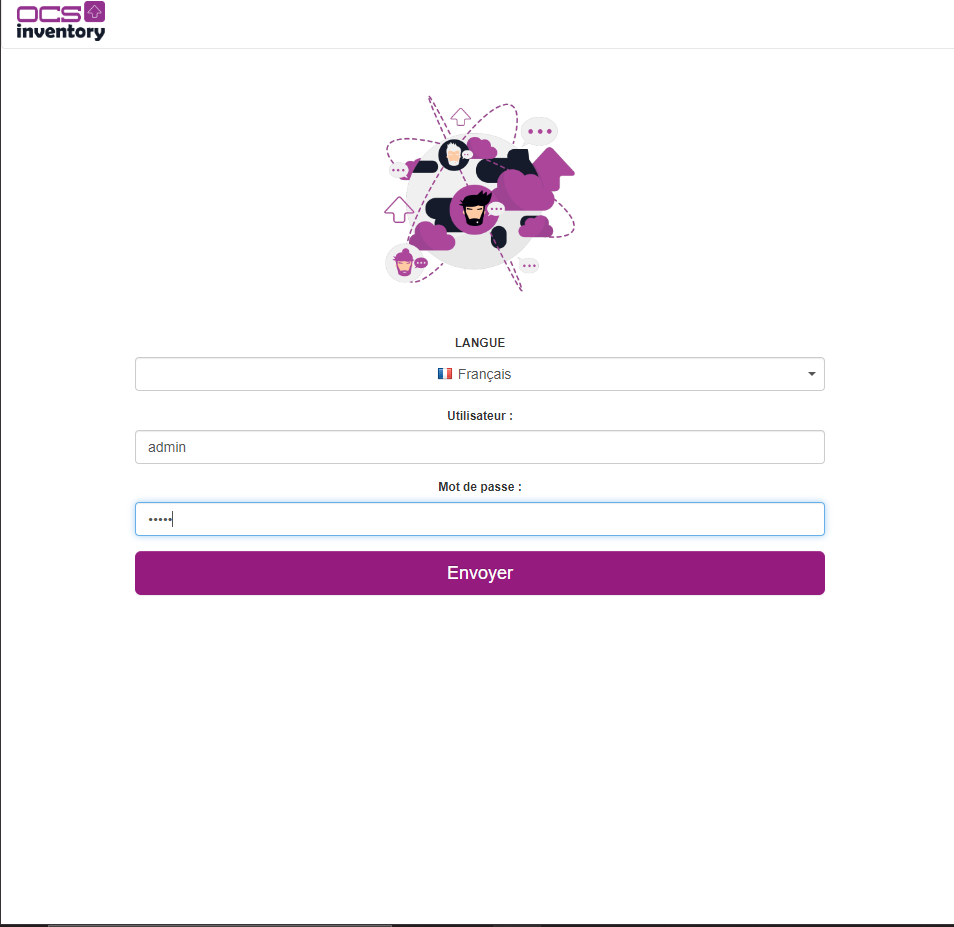 OCS
inventory
LANGUE
Français
Utilisateur :
admin
Mot de passe :
•••••
Envoyer